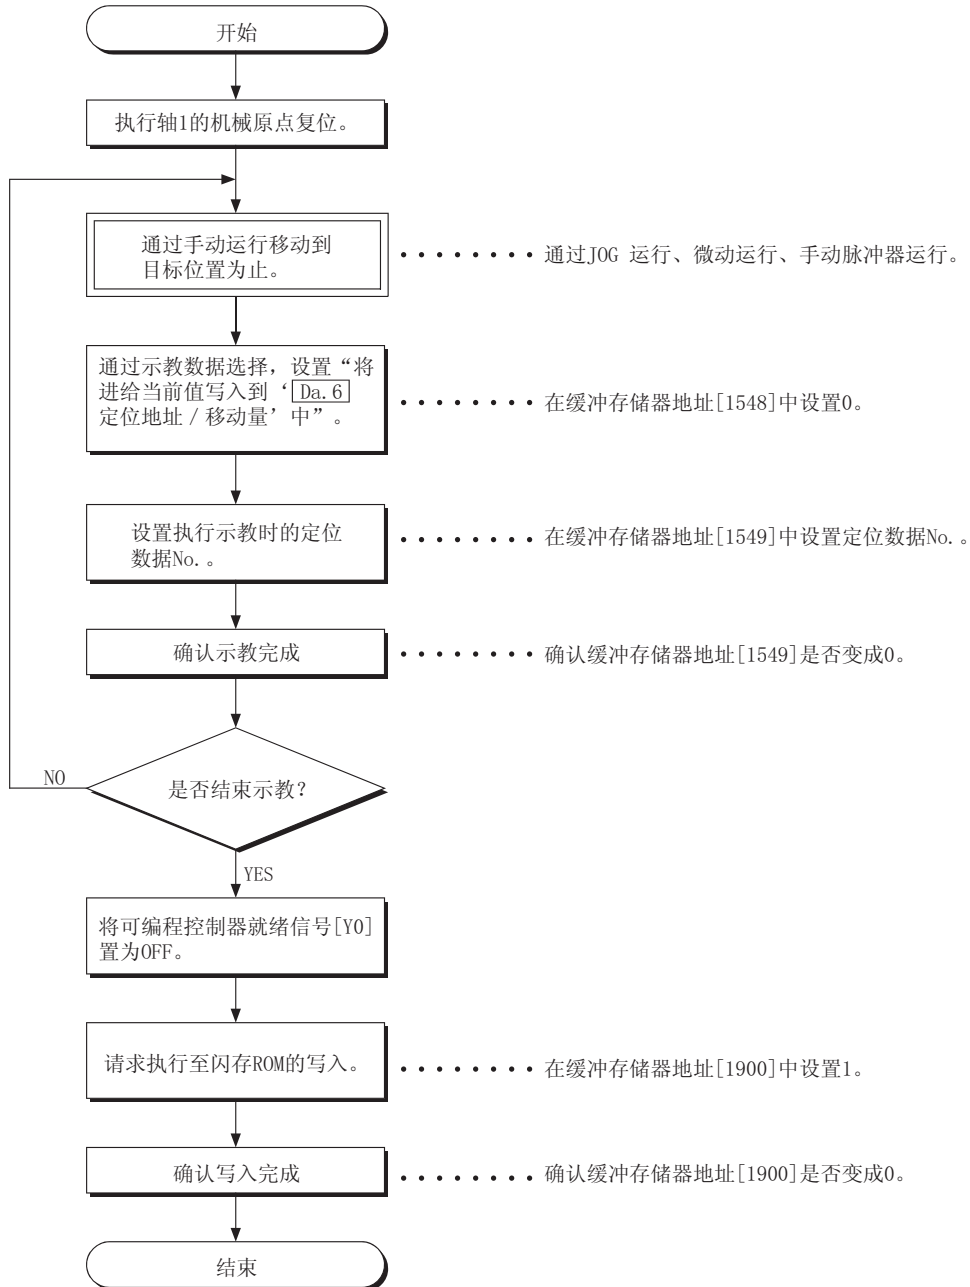 开始
执行轴1的机械原点复位。
通过手动运行移动到
目标位置为止。
········ 通过JOG 运行、微动运行、手动脉冲器运行。
通过示教数据选择，设置“将
进给当前值写入到‘ Da.6
定位地址/移动量’中”。
········ 在缓冲存储器地址[1548]中设置0。
设置执行示教时的定位
数据No.。
········ 在缓冲存储器地址[1549]中设置定位数据No.。
确认示教完成
········ 确认缓冲存储器地址[1549]是否变成0。
NO
是否结束示教?
YES
将可编程控制器就绪信号[Y0]
置为OFF。
请求执行至闪存ROM的写入。
········ 在缓冲存储器地址[1900]中设置1。
确认写入完成
········ 确认缓冲存储器地址[1900]是否变成0。
结束